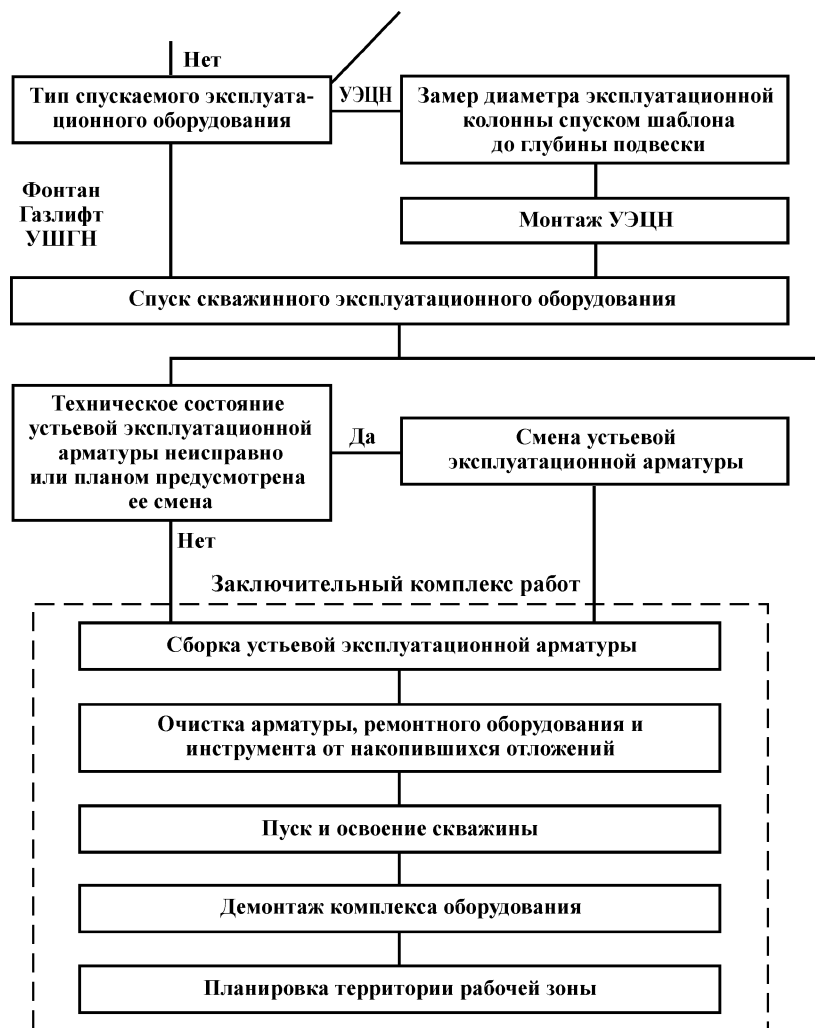 Нет
Тип спускаемого эксплуата-
ционного оборудования
УЭЦН
Замер диаметра эксплуатационной
колонны спуском шаблона
до глубины подвески
Фонтан
Газлифт
УШГН
Монтаж УЭЦН
Спуск скважинного эксплуатационного оборудования
Техническое состояние
устьевой эксплуатационной
арматуры неисправно
или планом предусмотрена
ее смена
Да
Смена устьевой
эксплуатационной арматуры
Нет
Заключительный комплекс работ
Сборка устьевой эксплуатационной арматуры
Очистка арматуры, ремонтного оборудования и
инструмента от накопившихся отложений
Пуск и освоение скважины
Демонтаж комплекса оборудования
Планировка территории рабочей зоны